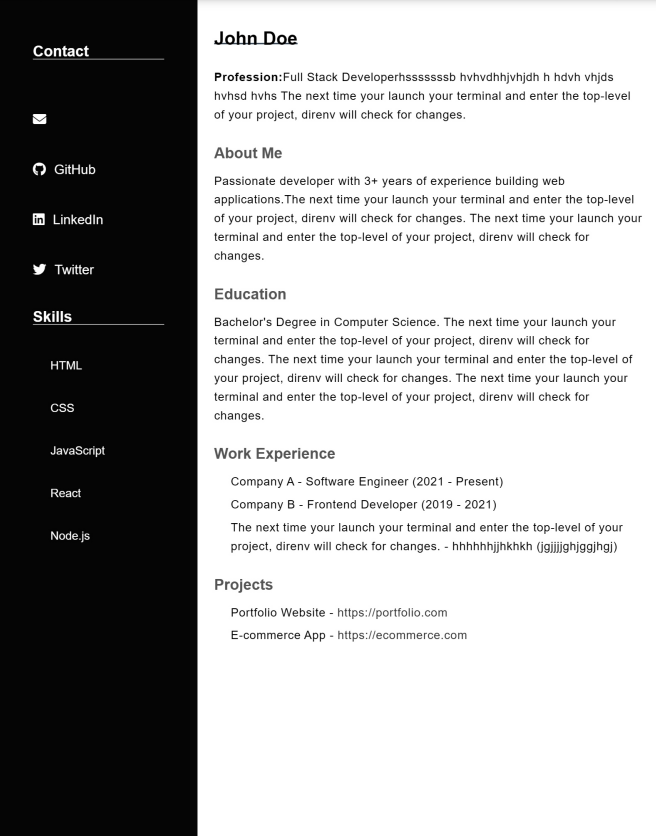 Contact
GitHub
LinkedIn
Twitter
Skills
HTML
CSS
JavaScript
React
Node.js
John Doe
Profession:Full Stack Developerhsssssssb hvhvdhhjvhjdh h hdvh vhjds
hvhsd hvhs The next time your launch your terminal and enter the top-level
of your project, direnv will check for changes.
About Me
Passionate developer with 3+ years of experience building web
applications.The next time your launch your terminal and enter the top-level
of your project, direnv will check for changes. The next time your launch your
terminal and enter the top-level of your project, direnv will check for
changes.
Education
Bachelor's Degree in Computer Science. The next time your launch your
terminal and enter the top-level of your project, direnv will check for
changes. The next time your launch your terminal and enter the top-level of
your project, direnv will check for changes. The next time your launch your
terminal and enter the top-level of your project, direnv will check for
changes.
Work Experience
Company A - Software Engineer (2021 - Present)
Company B - Frontend Developer (2019 - 2021)
The next time your launch your terminal and enter the top-level of your
project, direnv will check for changes. - hhhhhhjjhkhkh (jgjjjjghjggjhgj)
Projects
Portfolio Website - https://portfolio.com
E-commerce App - https://ecommerce.com